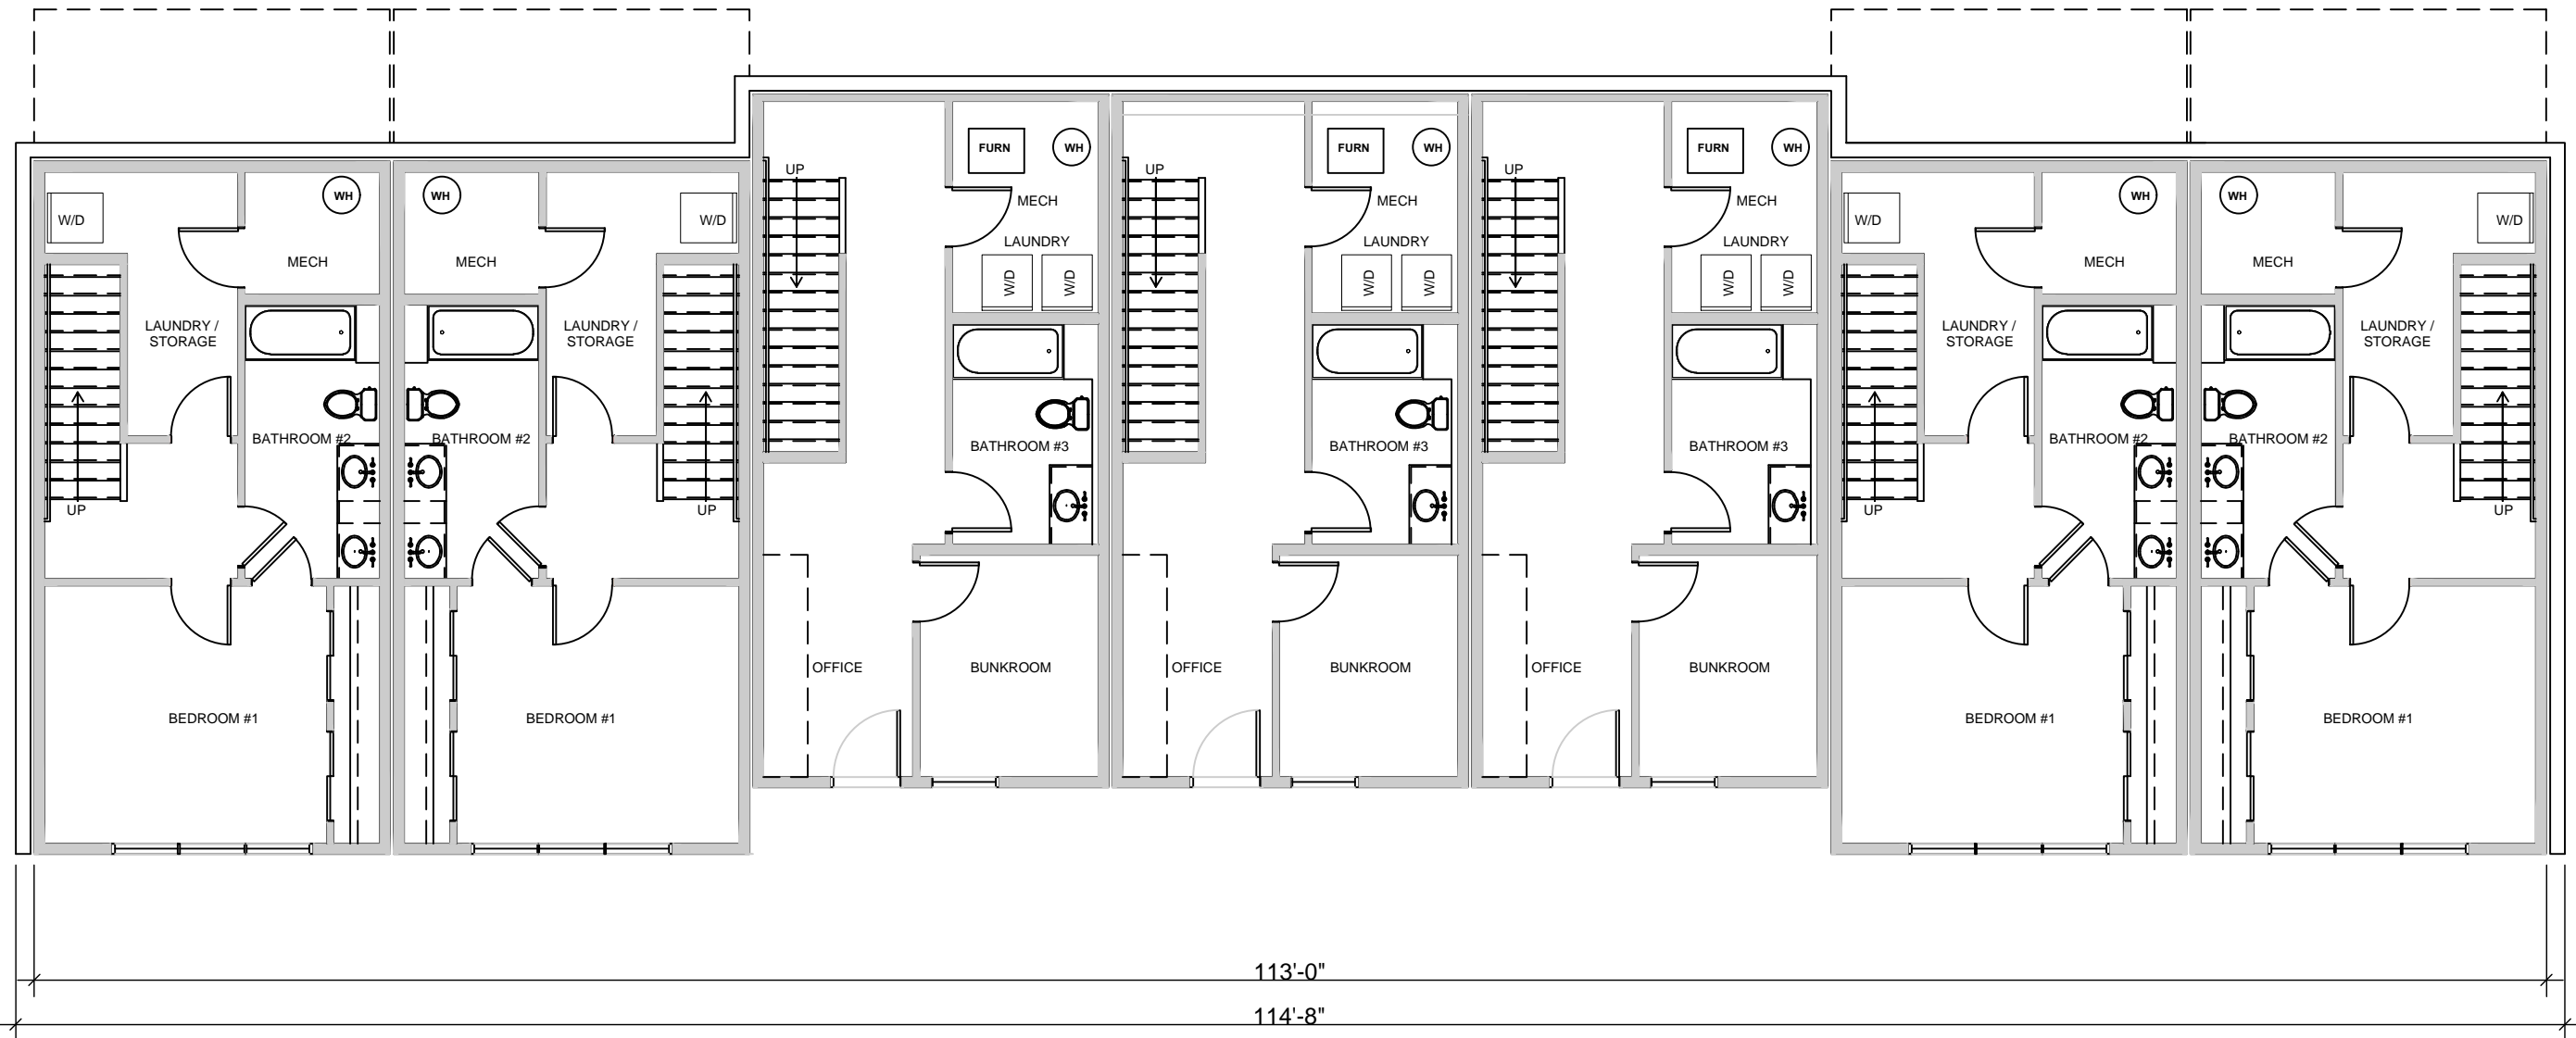 W/D
WH
MECH
LAUNDRY /
STORAGE
BATHROOM #2
UP
BEDROOM #1
WH
W/D
MECH
LAUNDRY /
STORAGE
BATHROOM #2
UP
BEDROOM #1
UP
FURN
WH
MECH
LAUNDRY
W/D
W/D
BATHROOM #3
OFFICE
BUNKROOM
UP
FURN
WH
MECH
LAUNDRY
W/D
W/D
BATHROOM #3
OFFICE
BUNKROOM
UP
FURN
WH
MECH
LAUNDRY
W/D
W/D
BATHROOM #3
OFFICE
BUNKROOM
W/D
WH
MECH
LAUNDRY /
STORAGE
BATHROOM #2
UP
BEDROOM #1
WH
W/D
MECH
LAUNDRY /
STORAGE
BATHROOM #2
UP
BEDROOM #1
113'-0"
114'-8"